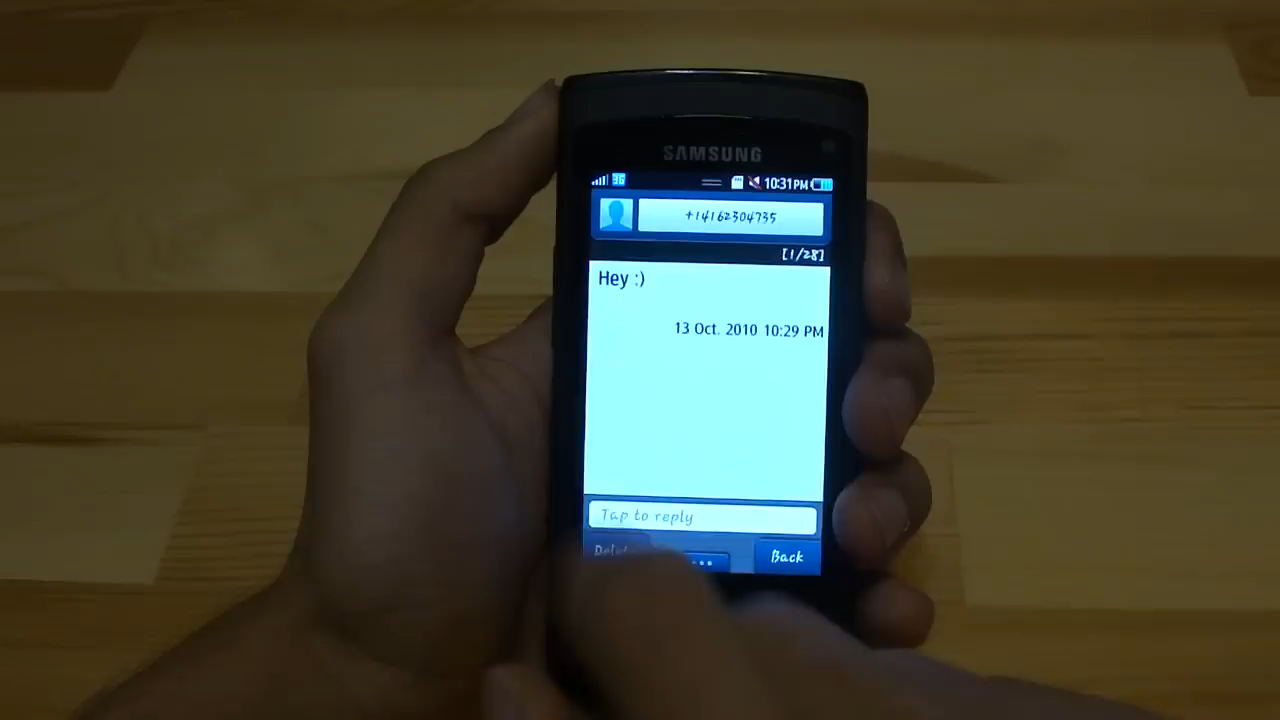 SAMSUNG
3G 10:31PM
+14162304735
[1/28]
Hey :)
13 Oct. 2010 10:29 PM
Tap to reply
Back